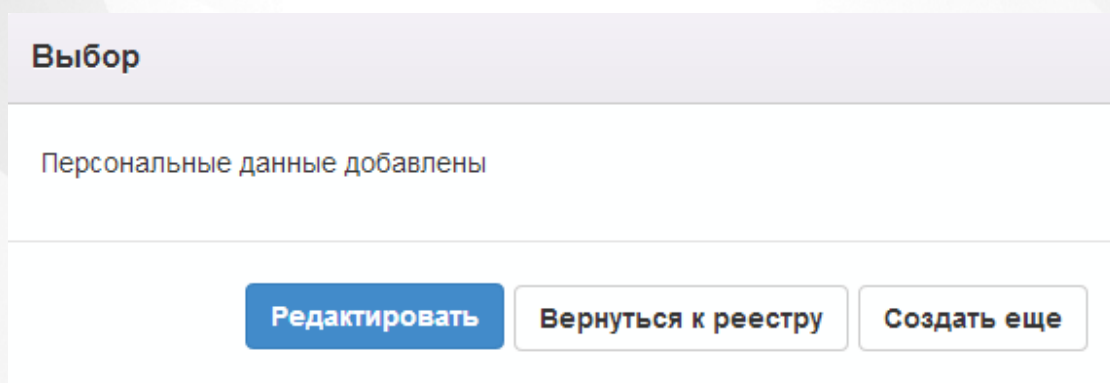 Выбор
Персональные данные добавлены
Редактировать Вернуться к реестру Создать еще